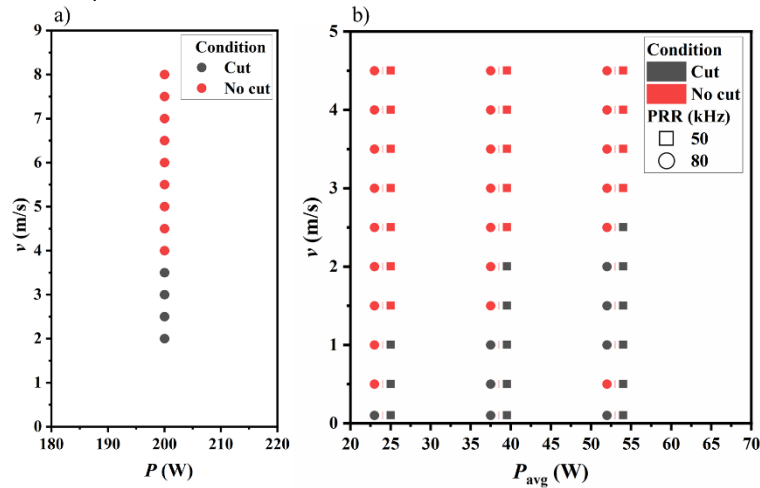 a)
Condition
Cut
No cut
9
8
7
6
5
4
3
2
1
0
v (m/s)
180 190 200 210 220
P (W)
b)
Condition
Cut
No cut
PRR (kHz)
50
80
5
4
3
2
1
0
v (m/s)
20 25 30 35 40 45 50 55 60 65 70
Pavg (W)